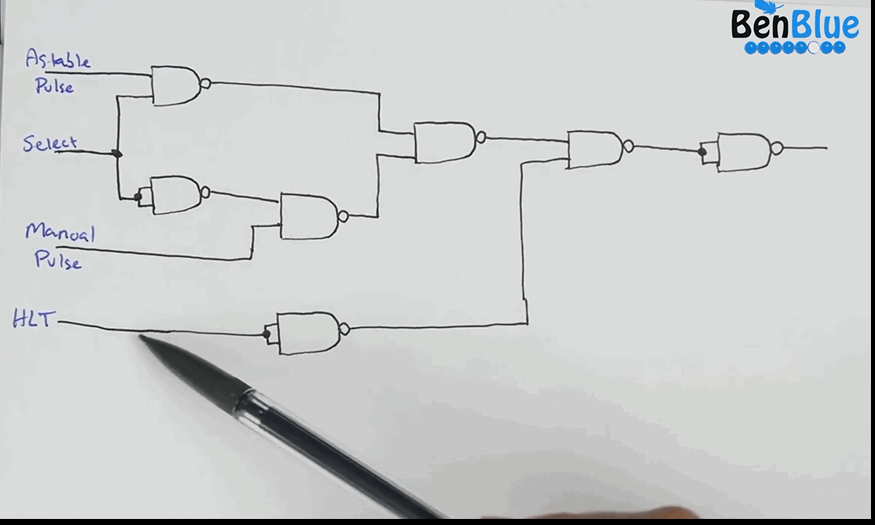 BenBlue
Astable
Pulse
Select
Manual
Pulse
HLT